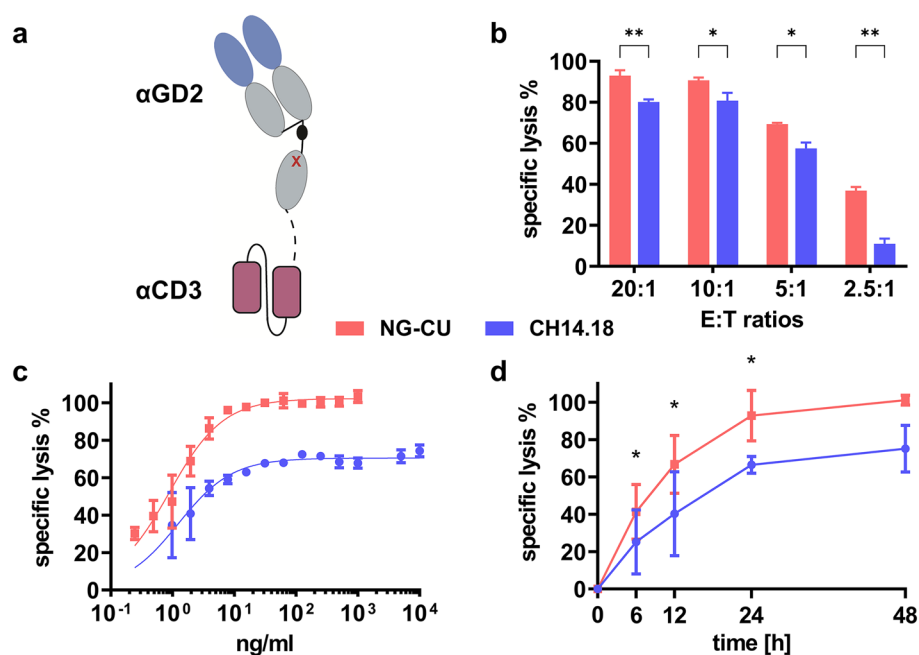 a
αGD2
X
αCD3
b
** * * **
specific lysis %
100
80
60
40
20
0
20:1 10:1 5:1 2.5:1
E:T ratios
NG-CU CH14.18
c
specific lysis %
100
80
60
40
20
0
10⁻¹ 10⁰ 10¹ 10² 10³ 10⁴
ng/ml
d
* * *
specific lysis %
100
80
60
40
20
0
0 6 12 24 48
time [h]